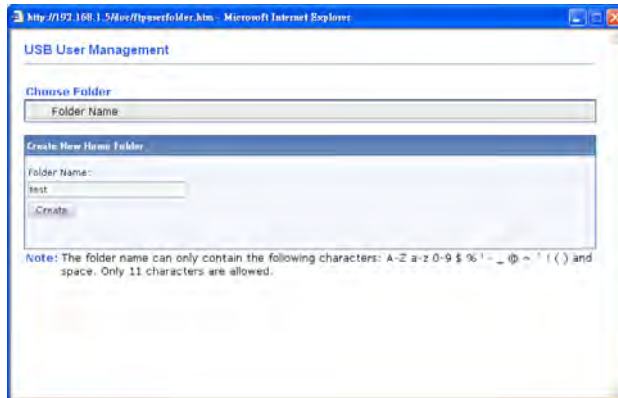 http://192.168.1.5/doc/ftpuserfolder.htm - Microsoft Internet Explorer
USB User Management
Choose Folder
Folder Name
Create New Home Folder
Folder Name:
test
Create
Note: The folder name can only contain the following characters: A-Z a-z 0-9 $ % ' - _ @ ~ ` ! ( ) and
space. Only 11 characters are allowed.